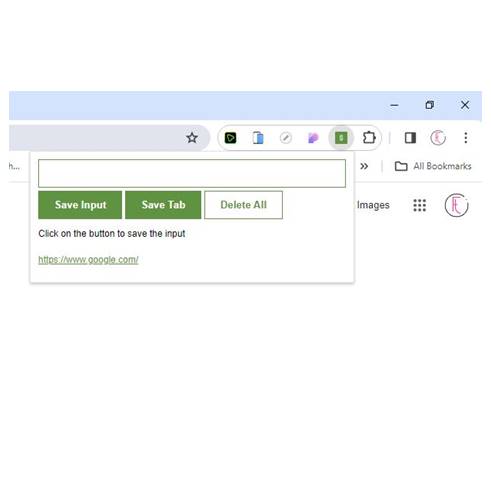 S
h...
»
All Bookmarks
Save Input
Save Tab
Delete All
Images
Click on the button to save the input
https://www.google.com/